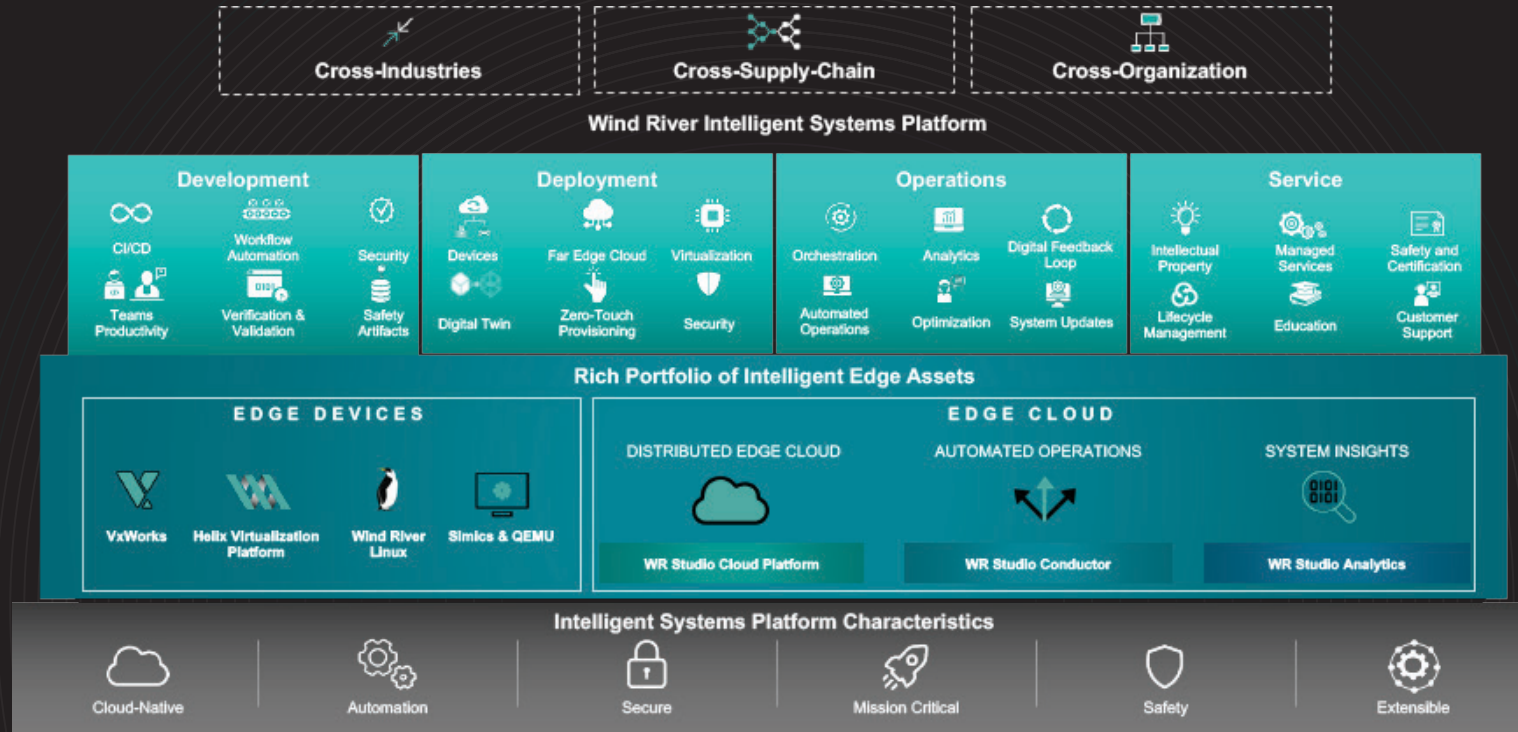 Cross-Industries
Cross-Supply-Chain
Cross-Organization
Wind River Intelligent Systems Platform
Development
CI/CD
Workflow
Automation
Security
Teams
Productivity
Verification &
Validation
Safety
Artifacts
Deployment
Devices
Far Edge Cloud
Virtualization
Digital Twin
Zero-Touch
Provisioning
Security
Operations
Orchestration
Analytics
Digital Feedback
Loop
Automated
Operations
Optimization
System Updates
Service
Intellectual
Property
Managed
Services
Safety and
Certification
Lifecycle
Management
Education
Customer
Support
Rich Portfolio of Intelligent Edge Assets
EDGE DEVICES
VxWorks
Helix Virtualization
Platform
Wind River
Linux
Simics & QEMU
EDGE CLOUD
DISTRIBUTED EDGE CLOUD
WR Studio Cloud Platform
AUTOMATED OPERATIONS
WR Studio Conductor
SYSTEM INSIGHTS
0101
0101
WR Studio Analytics
Intelligent Systems Platform Characteristics
Cloud-Native
Automation
Secure
Mission Critical
Safety
Extensible